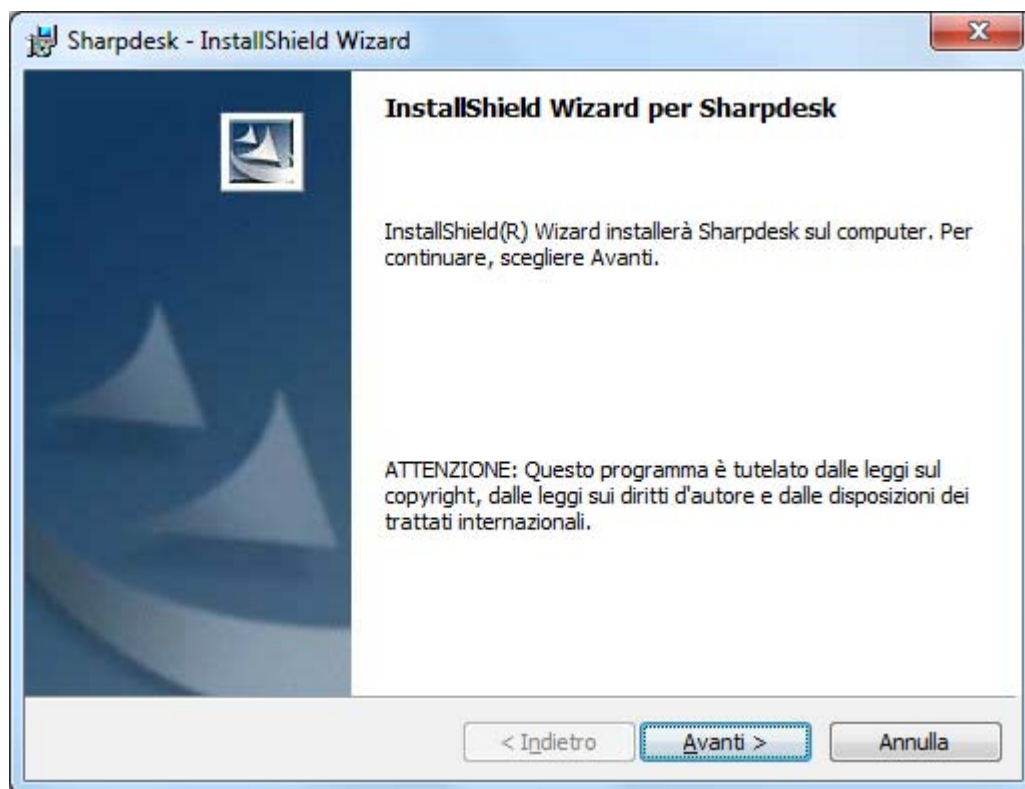 Sharpdesk - InstallShield Wizard
InstallShield Wizard per Sharpdesk
InstallShield(R) Wizard installerà Sharpdesk sul computer. Per
continuare, scegliere Avanti.
ATTENZIONE: Questo programma è tutelato dalle leggi sul
copyright, dalle leggi sui diritti d'autore e dalle disposizioni dei
trattati internazionali.
< Indietro
Avanti >
Annulla